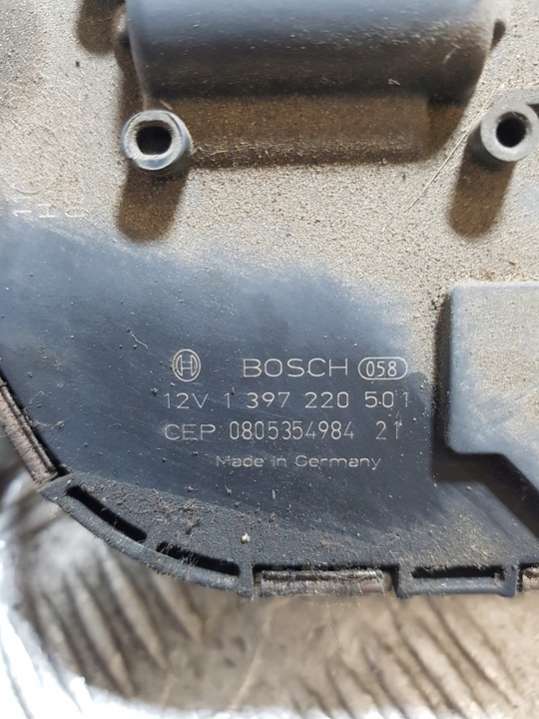 BOSCH 058
12V 1 397 220 501
CEP 0805354984 21
Made in Germany